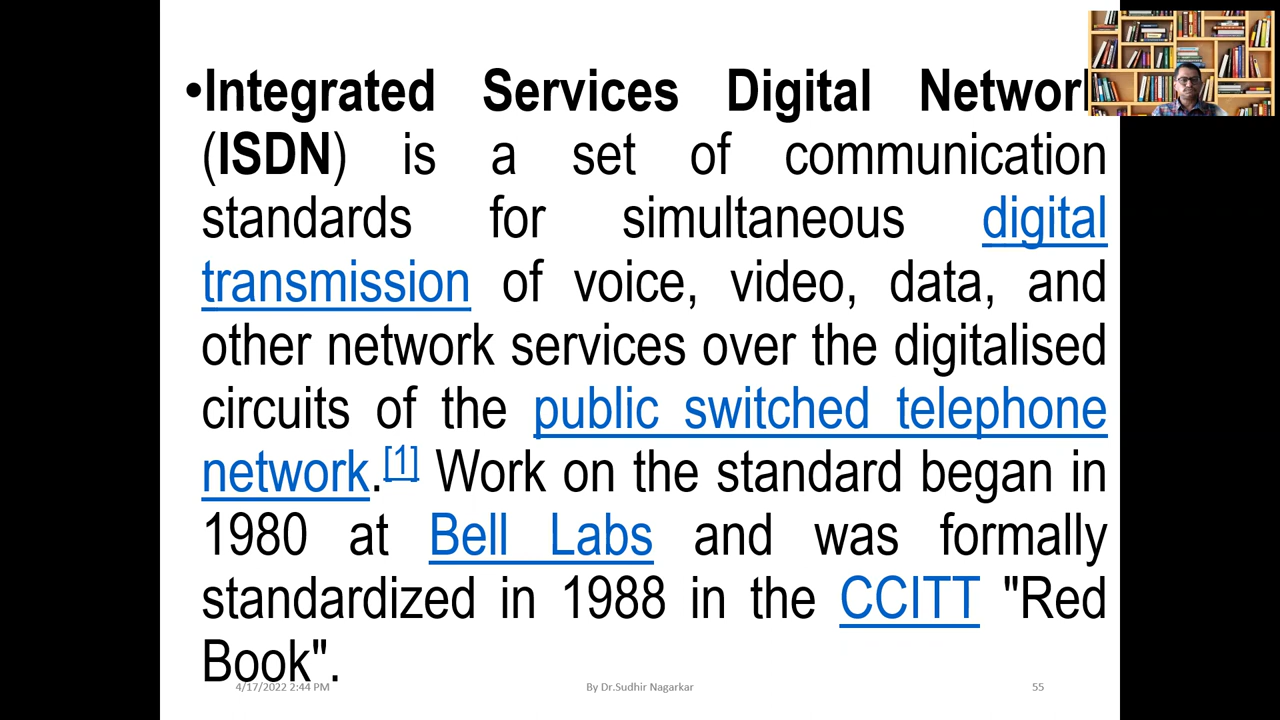 •Integrated Services Digital Networ
(ISDN) is a set of communication
standards for simultaneous digital
transmission of voice, video, data, and
other network services over the digitalised
circuits of the public switched telephone
network.[1] Work on the standard began in
1980 at Bell Labs and was formally
standardized in 1988 in the CCITT "Red
Book".
4/17/2022 2:44 PM By Dr.Sudhir Nagarkar 55